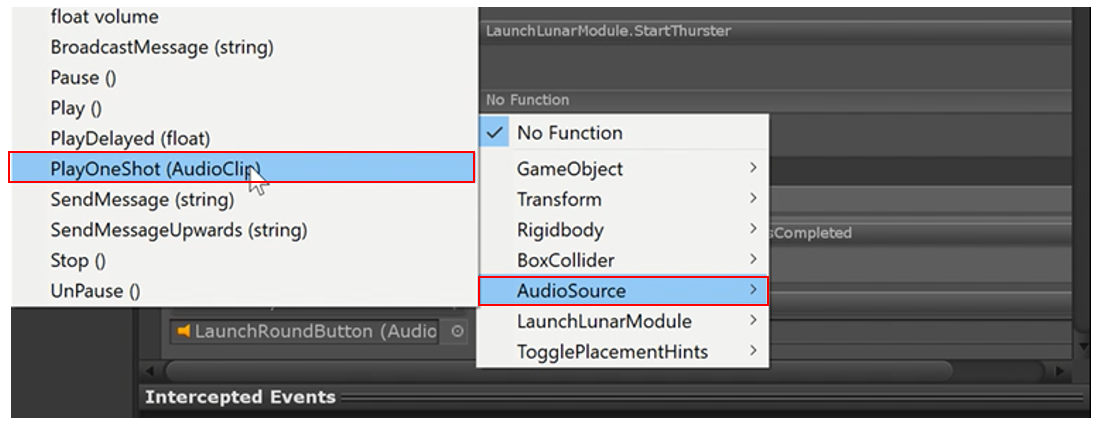 float volume
BroadcastMessage (string)
Pause ()
Play ()
PlayDelayed (float)
PlayOneShot (AudioClip)
SendMessage (string)
SendMessageUpwards (string)
Stop ()
UnPause ()
LaunchLunarModule.StartThurster
No Function
No Function
GameObject
Transform
Rigidbody
BoxCollider
AudioSource
LaunchLunarModule
TogglePlacementHints
sCompleted
LaunchRoundButton (Audio
Intercepted Events